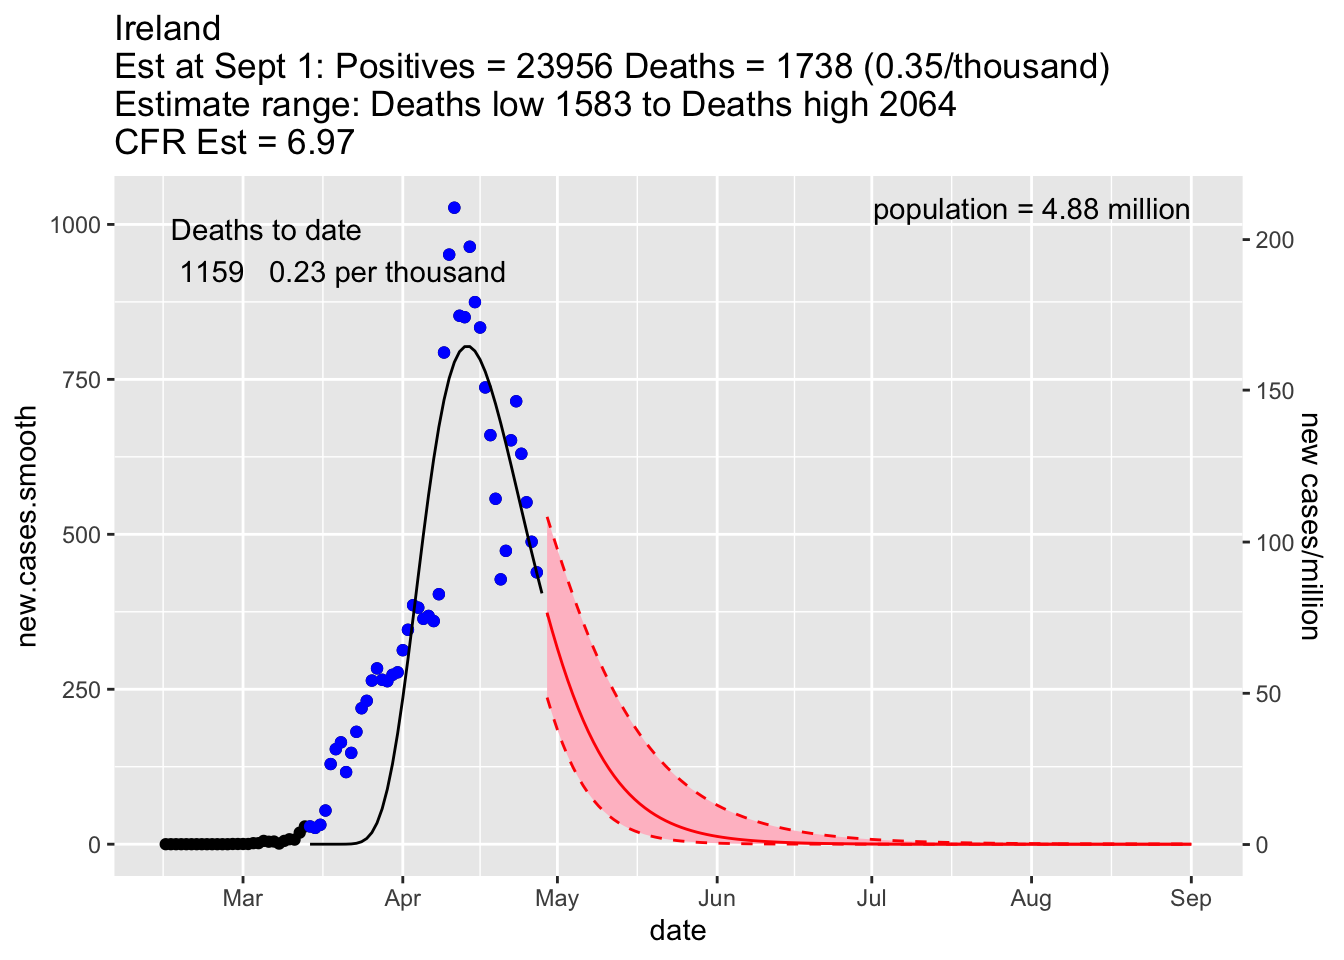 Ireland
Est at Sept 1: Positives = 23956 Deaths = 1738 (0.35/thousand)
Estimate range: Deaths low 1583 to Deaths high 2064
CFR Est = 6.97
population = 4.88 million
Deaths to date
1159 0.23 per thousand
1000
750
500
250
0
new.cases.smooth
200
150
100
50
0
new cases/million
Mar Apr May Jun Jul Aug Sep
date